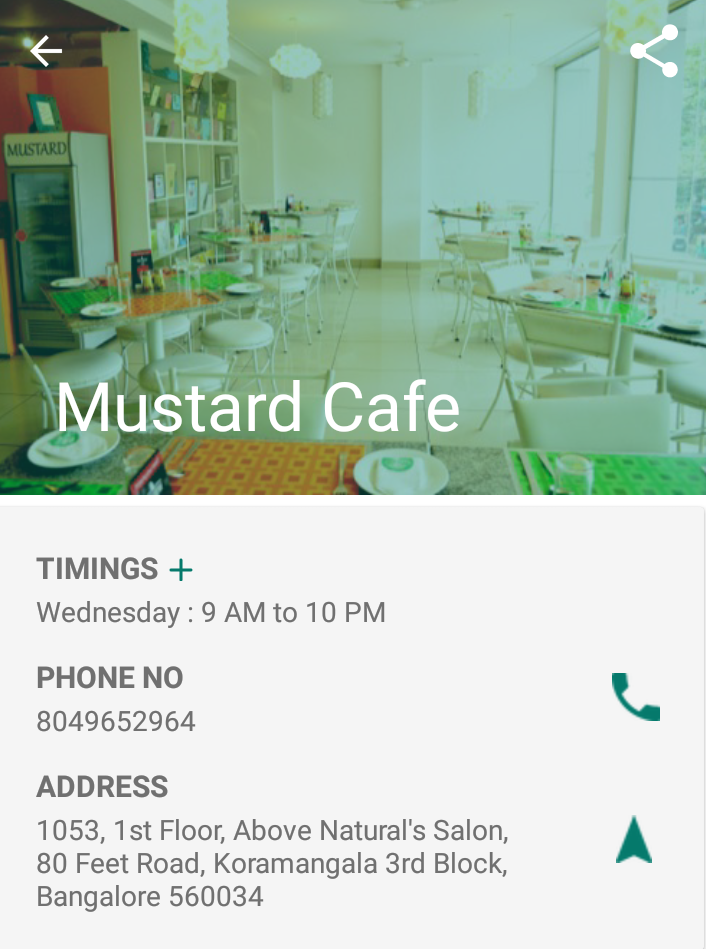 MUSTARD
Mustard Cafe
TIMINGS +
Wednesday : 9 AM to 10 PM
PHONE NO
8049652964
ADDRESS
1053, 1st Floor, Above Natural's Salon,
80 Feet Road, Koramangala 3rd Block,
Bangalore 560034